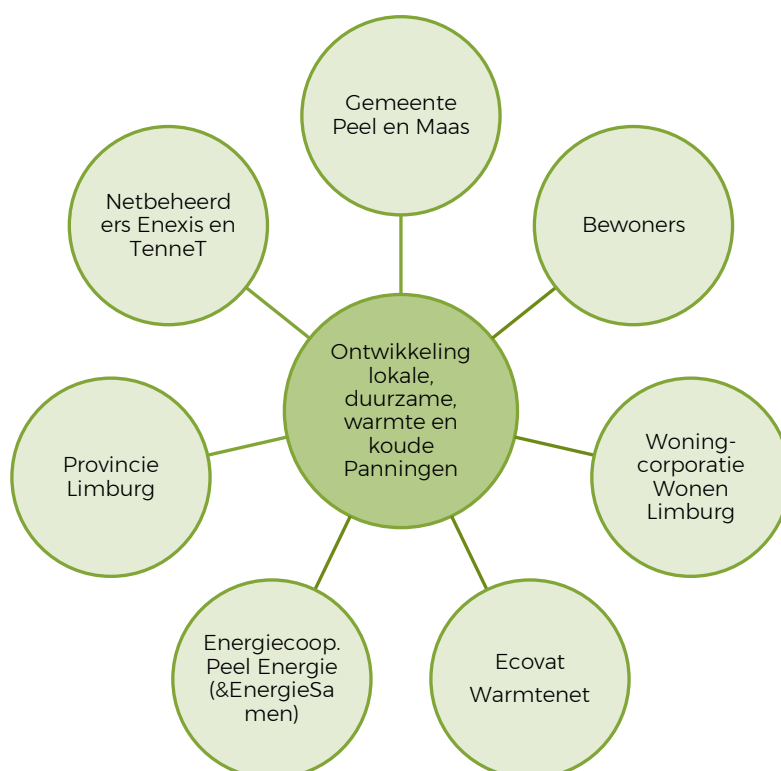 Gemeente
Peel en Maas
Netbeheerd
ers Enexis en
TenneT
Bewoners
Ontwikkeling
lokale,
duurzame,
warmte en
koude
Panningen
Provincie
Limburg
Woning-
corporatie
Wonen
Limburg
Energiecoop.
Peel Energie
(&EnergieSa
men)
Ecovat
Warmtenet